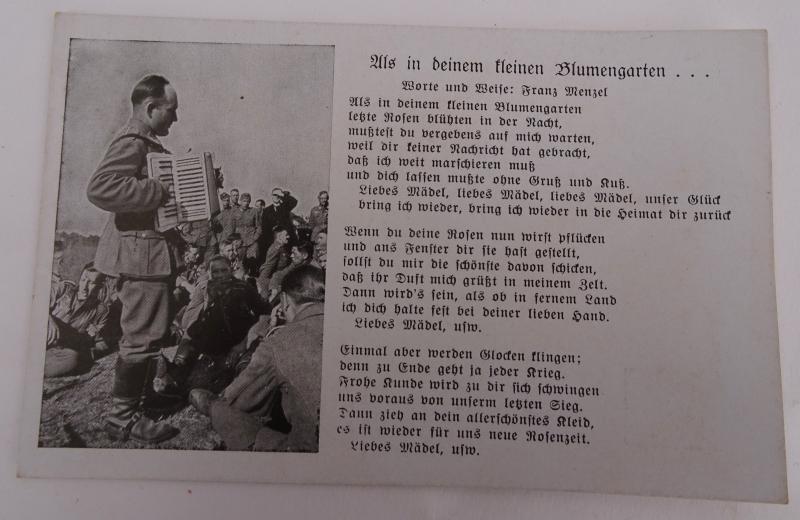 Als in deinem kleinen Blumengarten . . .
Worte und Weise: Franz Menzel
Als in deinem kleinen Blumengarten
letzte Rosen blühten in der Nacht,
mußtest du vergebens auf mich warten,
weil dir keiner Nachricht hat gebracht,
daß ich weit marschieren muß
und dich lassen mußte ohne Gruß und Kuß.
Liebes Mädel, liebes Mädel, liebes Mädel, unser Glück
bring ich wieder, bring ich wieder in die Heimat dir zurück
Wenn du deine Rosen nun wirst pflücken
und ans Fenster dir sie hast gestellt,
sollst du mir die schönste davon schicken,
daß ihr Duft mich grüßt in meinem Zelt.
Dann wird's sein, als ob in fernem Land
ich dich halte fest bei deiner lieben Hand.
Liebes Mädel, usw.
Einmal aber werden Glocken klingen;
denn zu Ende geht ja jeder Krieg.
Frohe Kunde wird zu dir sich schwingen
uns voraus von unserm letzten Sieg.
Dann zieh an dein allerschönstes Kleid,
es ist wieder für uns neue Rosenzeit.
Liebes Mädel, usw.